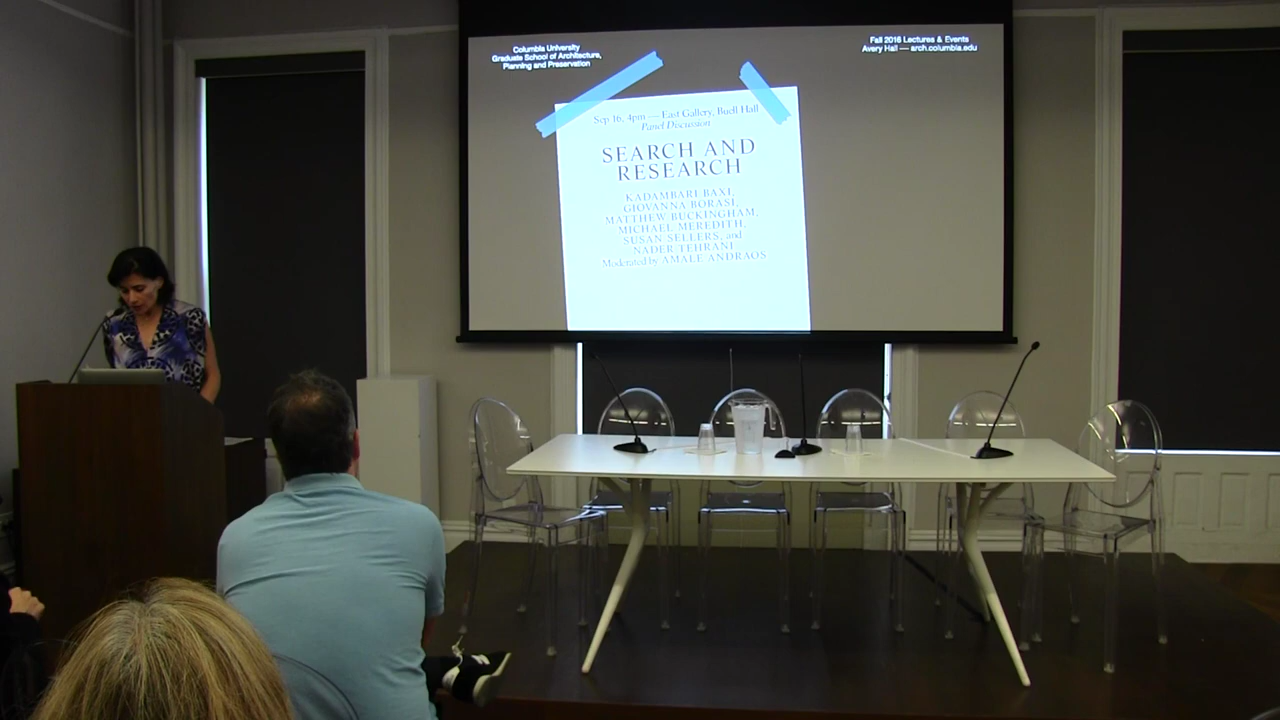 Columbia University
Graduate School of Architecture,
Planning and Preservation
Fall 2016 Lectures & Events
Avery Hall — arch.columbia.edu
Sep 16, 4pm — East Gallery, Buell Hall
Panel Discussion
SEARCH AND
RESEARCH
KADAMBARI BAXI,
GIOVANNA BORASI,
MATTHEW BUCKINGHAM,
MICHAEL MEREDITH,
SUSAN SELLERS, and
NADER TEHRANI
Moderated by AMALE ANDRAOS